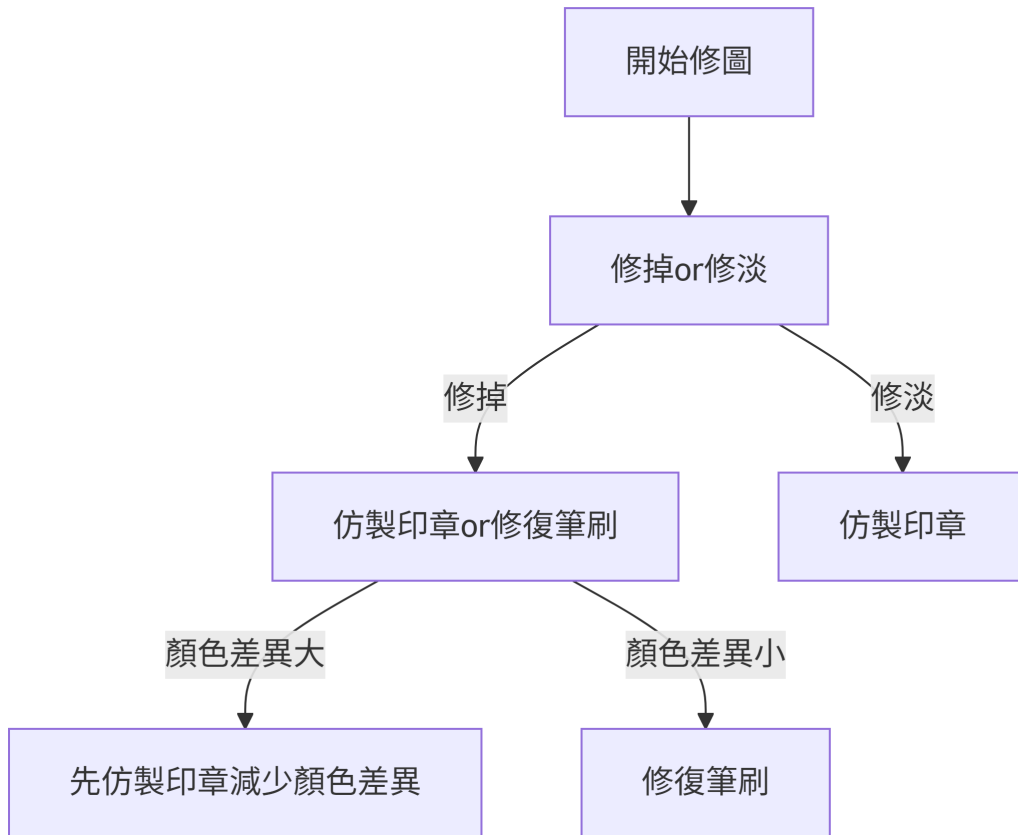 開始修圖
修掉or修淡
修掉
修淡
仿製印章or修復筆刷
仿製印章
顏色差異大
顏色差異小
先仿製印章減少顏色差異
修復筆刷